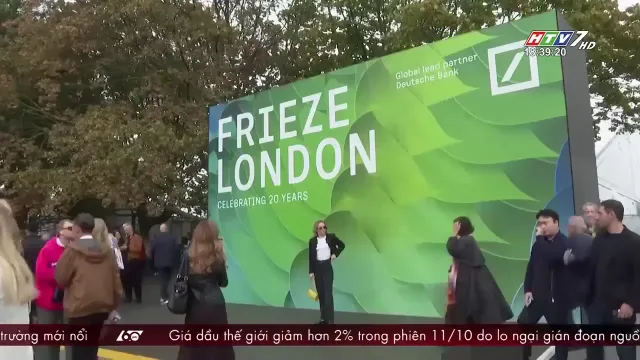 HTV7 HD
18:39:20
Global lead partner
Deutsche Bank
FRIEZE
LONDON
CELEBRATING 20 YEARS
trường mới nổi 60 Giá dầu thế giới giảm hơn 2% trong phiên 11/10 do lo ngại gián đoạn nguồ